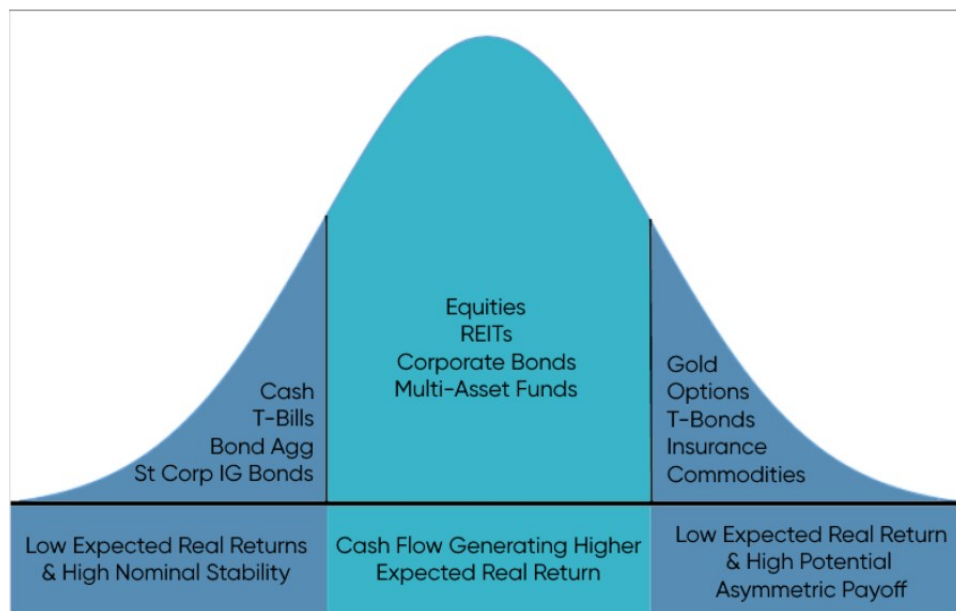 Equities
REITs
Corporate Bonds
Multi-Asset Funds
Cash
T-Bills
Bond Agg
St Corp IG Bonds
Gold
Options
T-Bonds
Insurance
Commodities
Low Expected Real Returns
& High Nominal Stability
Cash Flow Generating Higher
Expected Real Return
Low Expected Real Return
& High Potential
Asymmetric Payoff